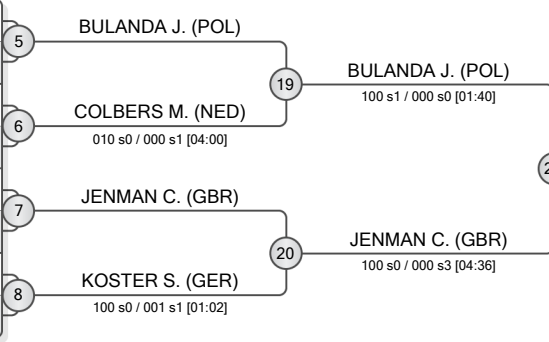 5
BULANDA J. (POL)
19
BULANDA J. (POL)
100 s1 / 000 s0 [01:40]
6
COLBERS M. (NED)
010 s0 / 000 s1 [04:00]
7
JENMAN C. (GBR)
20
JENMAN C. (GBR)
100 s0 / 000 s3 [04:36]
8
KOSTER S. (GER)
100 s0 / 001 s1 [01:02]